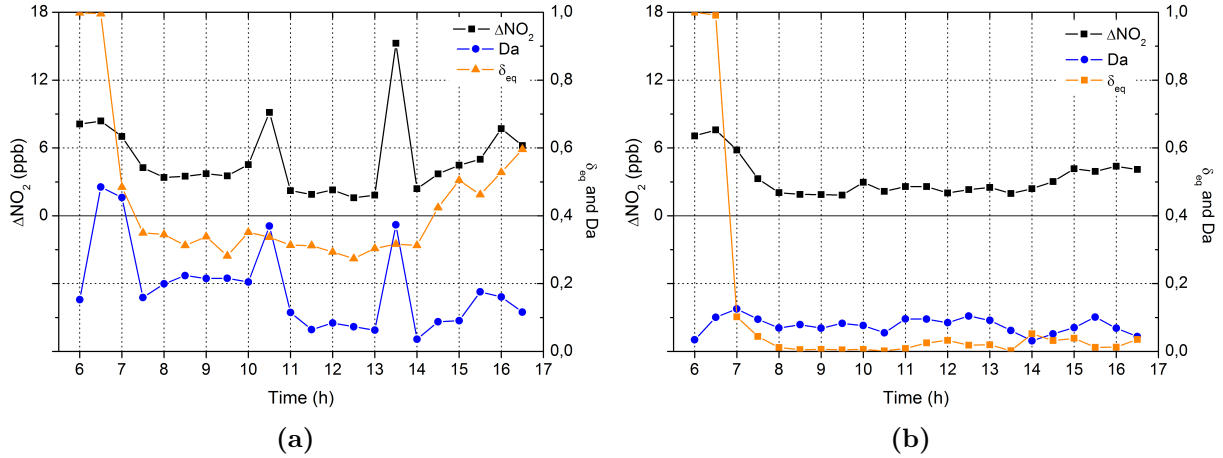 18
12
6
0
ΔNO₂ (ppb)
6 7 8 9 10 11 12 13 14 15 16 17
Time (h)
1,0
0,8
0,6
0,4
0,2
0,0
δeq and Da
ΔNO₂
Da
δeq
(a)
18
12
6
0
ΔNO₂ (ppb)
6 7 8 9 10 11 12 13 14 15 16 17
Time (h)
1,0
0,8
0,6
0,4
0,2
0,0
δeq and Da
ΔNO₂
Da
δeq
(b)